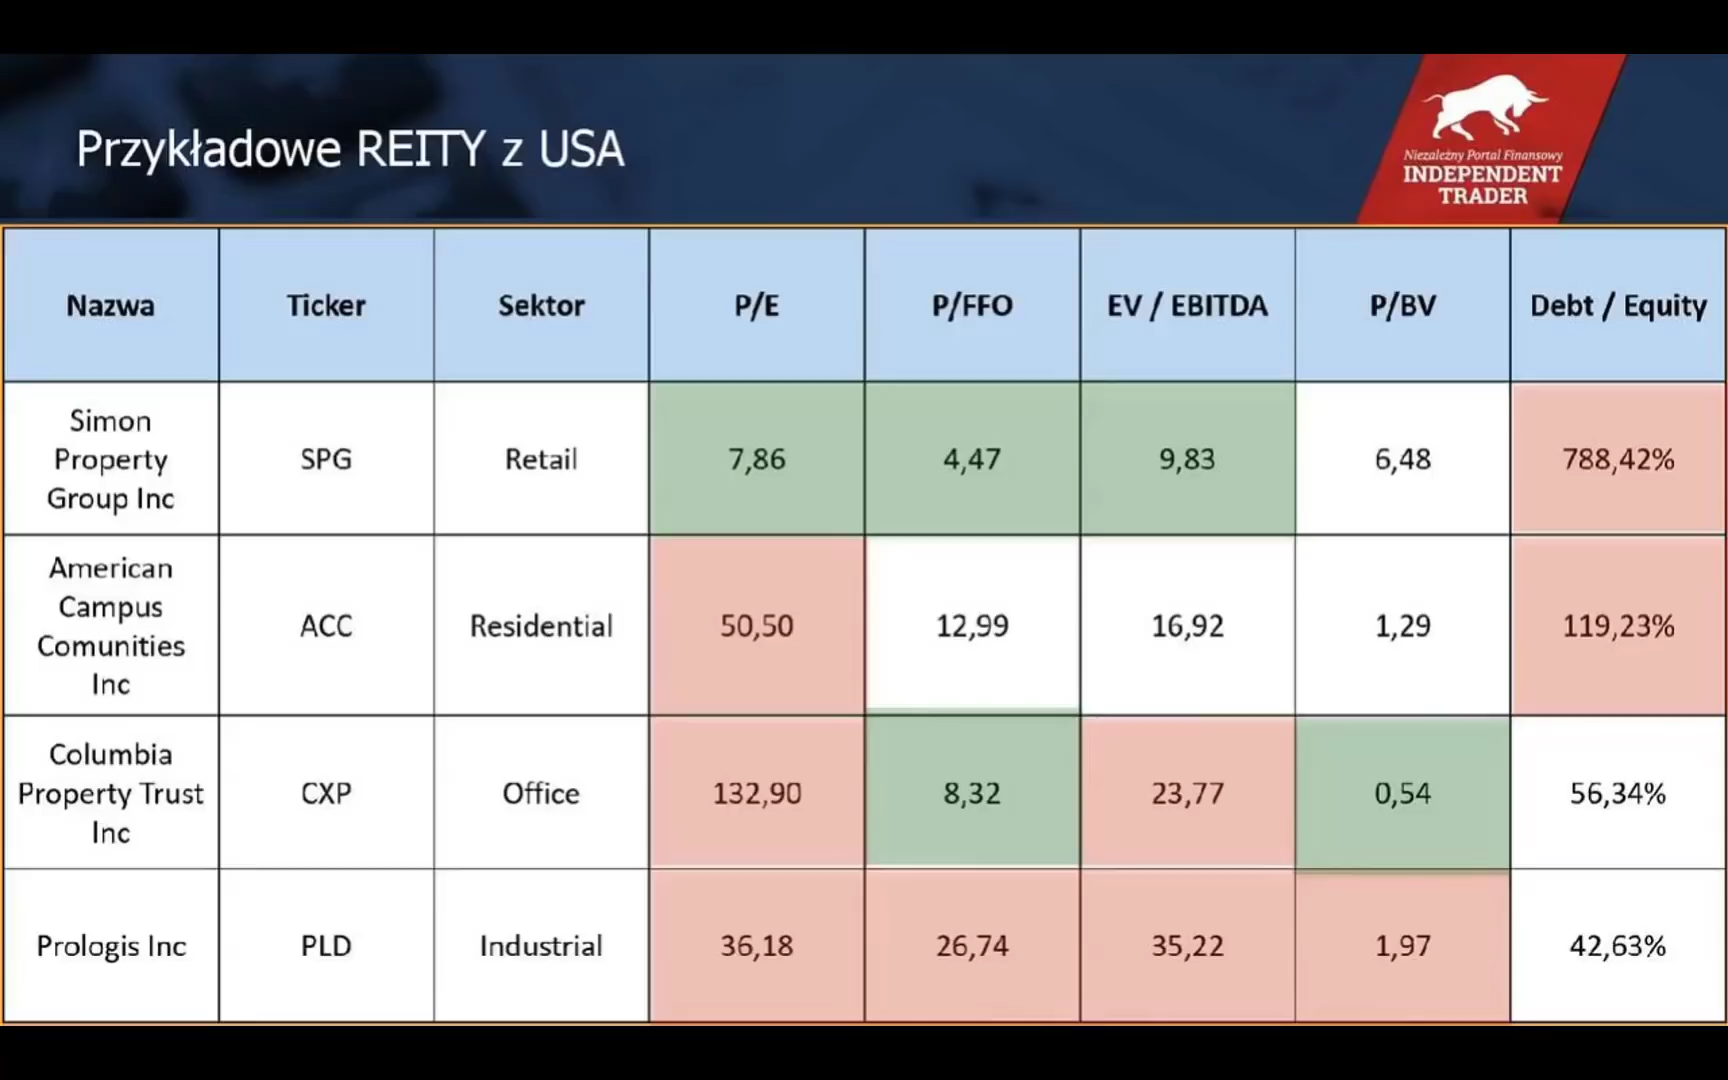 Przykładowe REITY z USA
Niezależny Portal Finansowy
INDEPENDENT
TRADER
Nazwa Ticker Sektor P/E P/FFO EV / EBITDA P/BV Debt / Equity
Simon
Property
Group Inc
SPG Retail 7,86 4,47 9,83 6,48 788,42%
American
Campus
Comunities
Inc
ACC Residential 50,50 12,99 16,92 1,29 119,23%
Columbia
Property Trust
Inc
CXP Office 132,90 8,32 23,77 0,54 56,34%
Prologis Inc PLD Industrial 36,18 26,74 35,22 1,97 42,63%